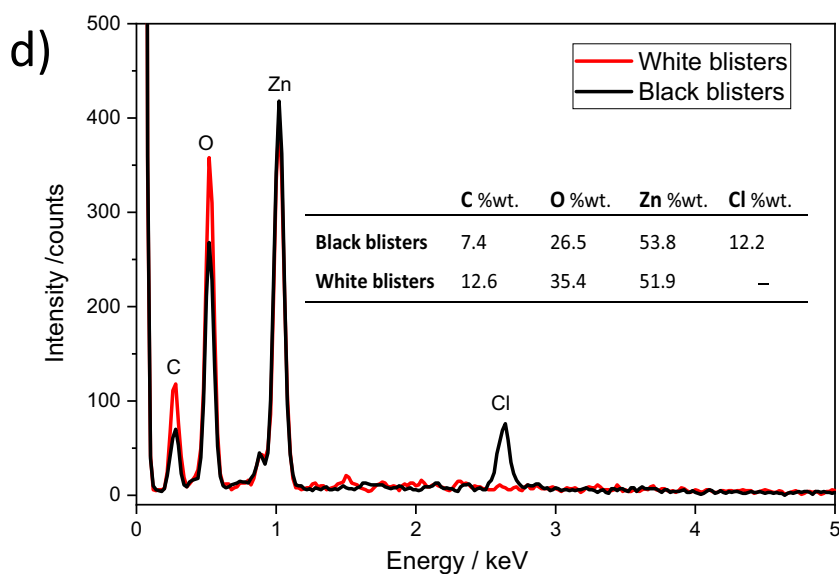 d)
White blisters
Black blisters
Zn
O
C
Cl
C %wt. O %wt. Zn %wt. Cl %wt.
Black blisters 7.4 26.5 53.8 12.2
White blisters 12.6 35.4 51.9 –
500
400
300
200
100
0
Intensity /counts
0 1 2 3 4 5
Energy / keV